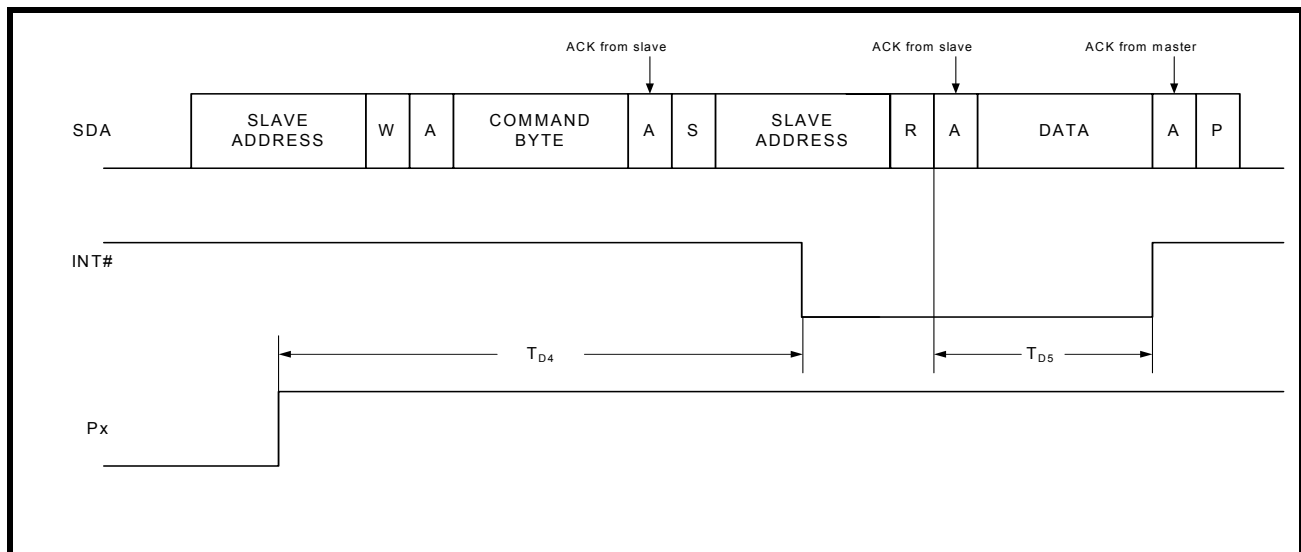 ACK from slave
ACK from slave
ACK from master
SDA
SLAVE
ADDRESS
W
A
COMMAND
BYTE
A
S
SLAVE
ADDRESS
R
A
DATA
A
P
INT#
TD4
TD5
Px